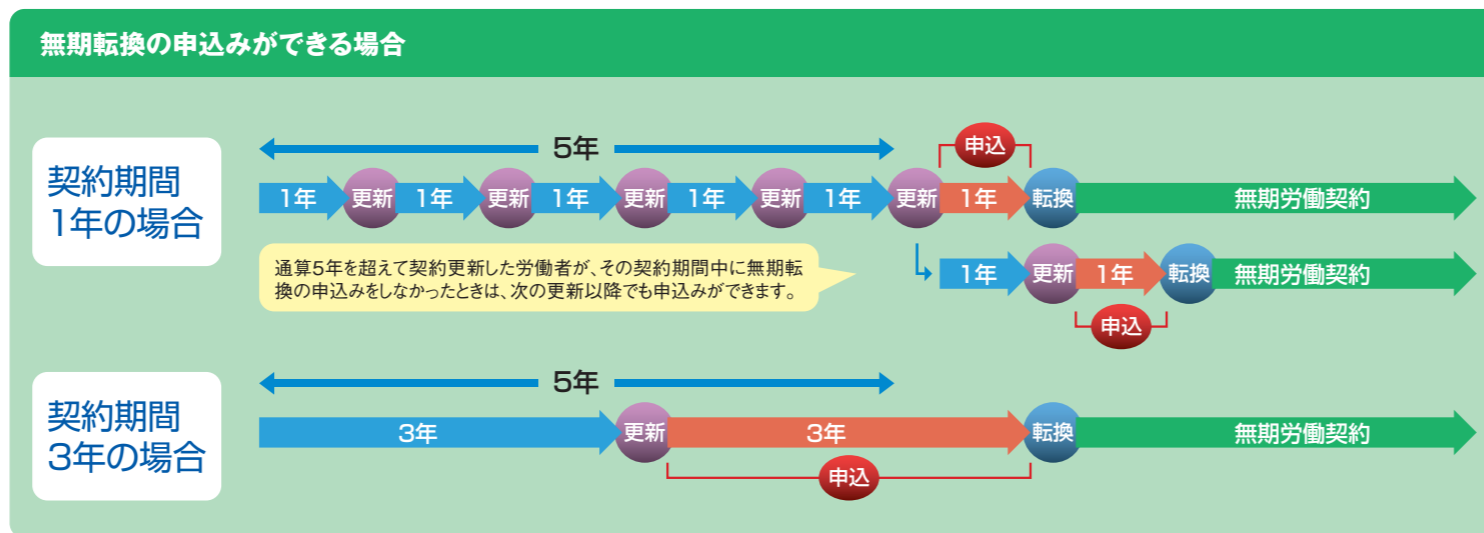 無期転換の申込みができる場合
契約期間
1年の場合
5年
申込
1年 更新 1年 更新 1年 更新 1年 更新 1年 更新 1年 転換 無期労働契約
通算5年を超えて契約更新した労働者が、その契約期間中に無期転
換の申込みをしなかったときは、次の更新以降でも申込みができます。
1年 更新 1年 転換 無期労働契約
申込
契約期間
3年の場合
5年
3年 更新 3年 転換 無期労働契約
申込